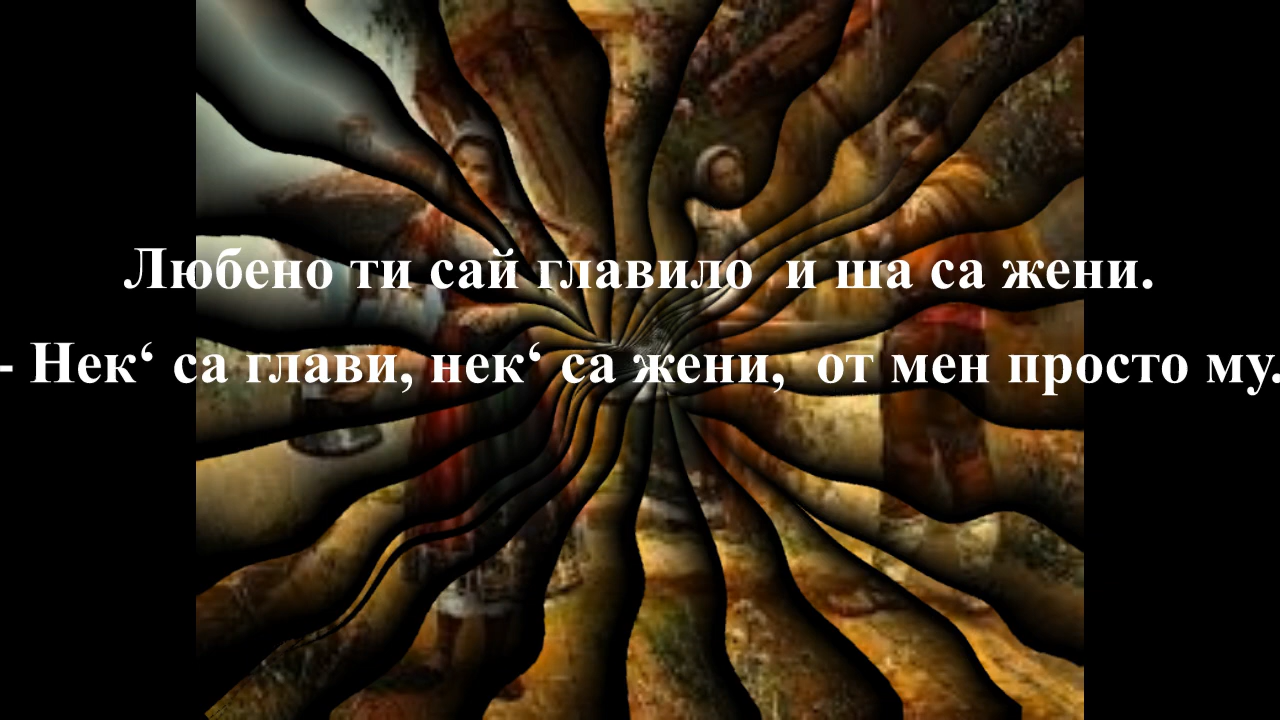 Любено ти сай главило  и ша са жени.
- Нек‘ са глави, нек‘ са жени,  от мен просто му.